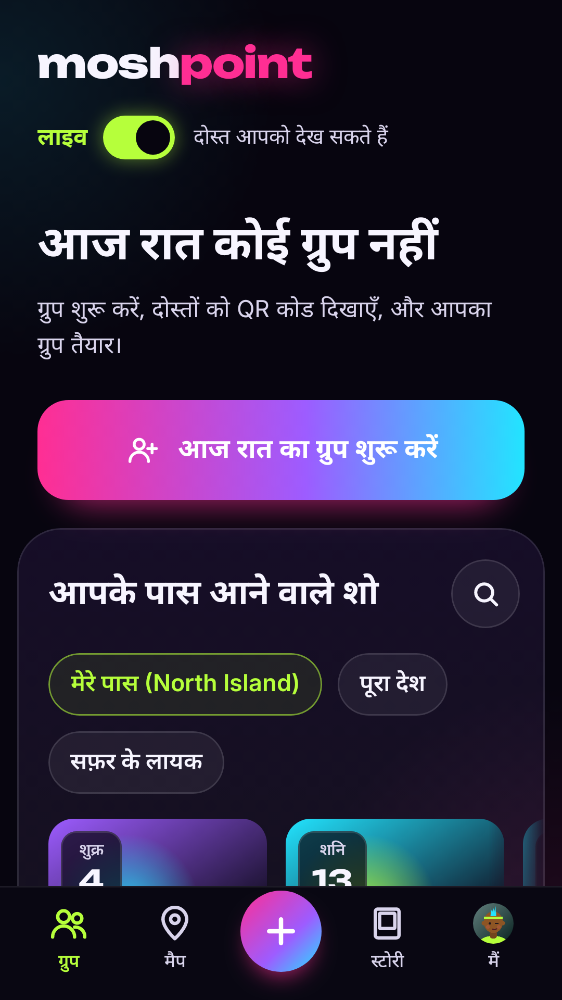 moshpoint
लाइव
दोस्त आपको देख सकते हैं
आज रात कोई ग्रुप नहीं
ग्रुप शुरू करें, दोस्तों को QR कोड दिखाएँ, और आपका
ग्रुप तैयार।
आज रात का ग्रुप शुरू करें
आपके पास आने वाले शो
मेरे पास (North Island)
पूरा देश
सफ़र के लायक
शुक्र
4
शनि
13
ग्रुप
मैप
स्टोरी
मैं